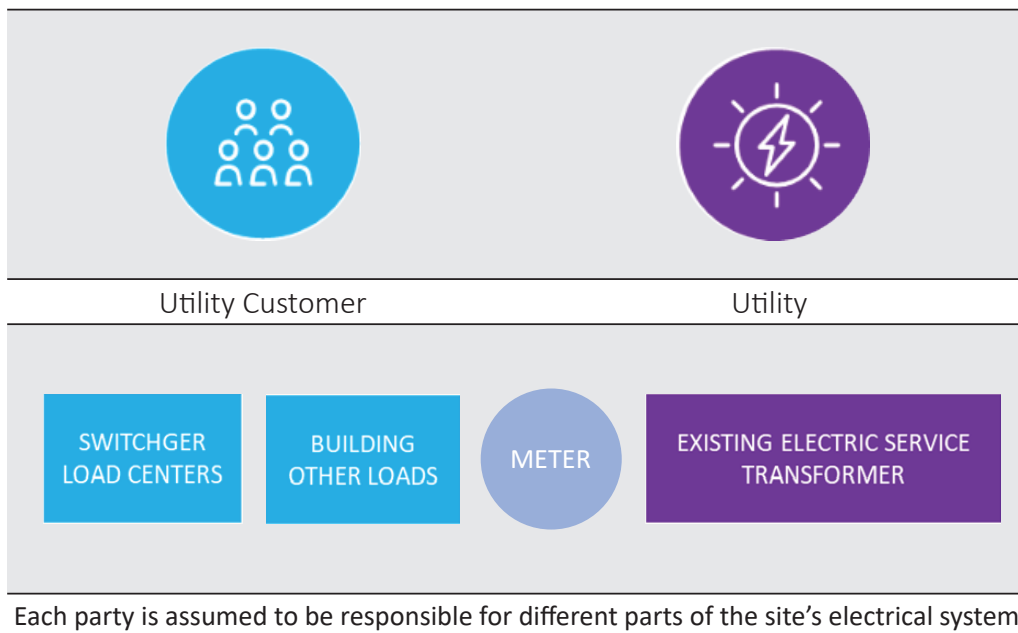 Utility Customer
Utility
SWITCHGER
LOAD CENTERS
BUILDING
OTHER LOADS
METER
EXISTING ELECTRIC SERVICE
TRANSFORMER
Each party is assumed to be responsible for different parts of the site’s electrical system